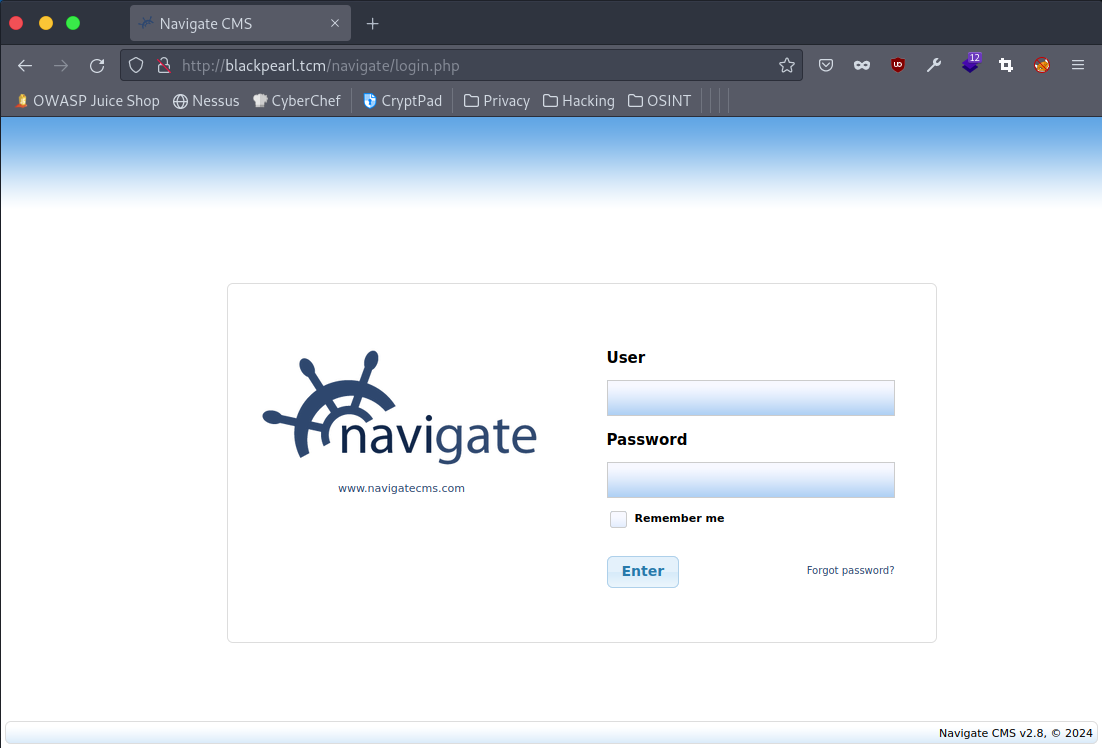 Navigate CMS
http://blackpearl.tcm/navigate/login.php
12
OWASP Juice Shop Nessus CyberChef CryptPad Privacy Hacking OSINT
navigate
www.navigatecms.com
User
Password
Remember me
Enter Forgot password?
Navigate CMS v2.8, © 2024